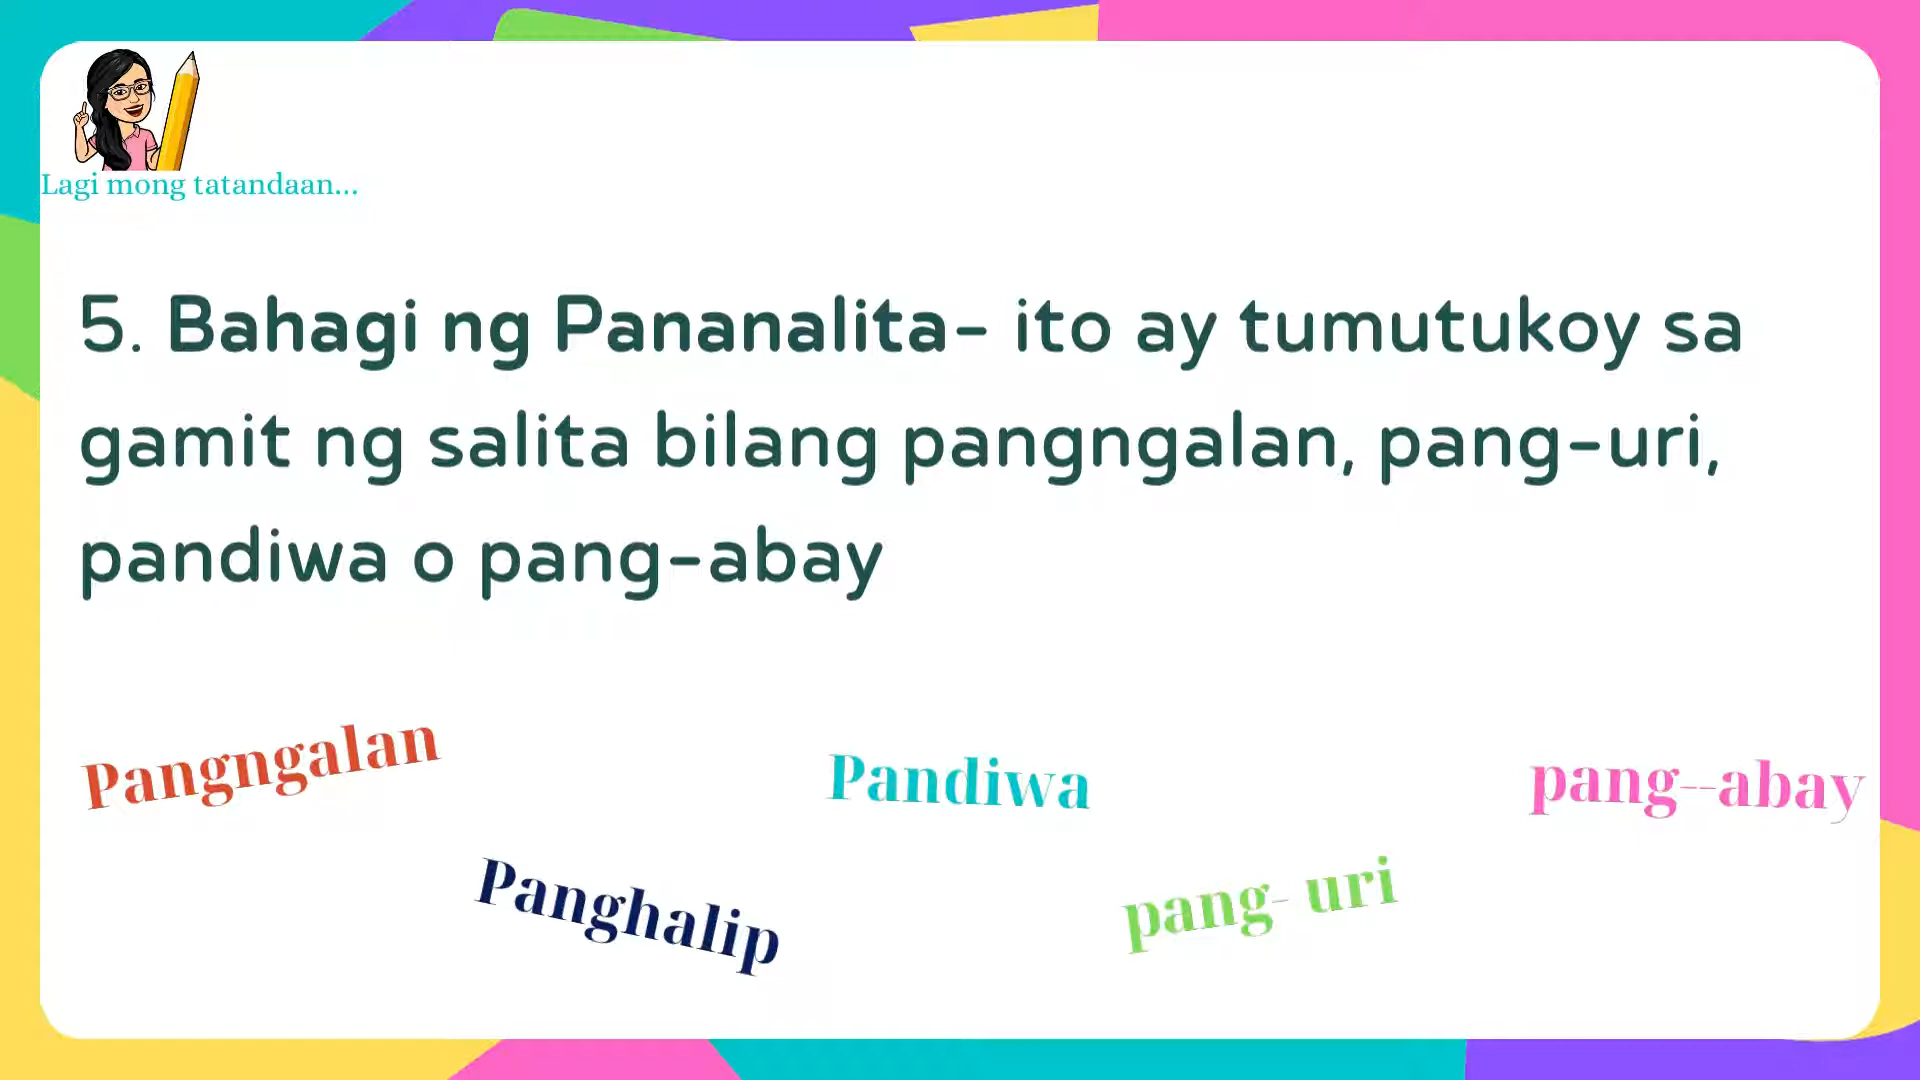 Lagi mong tatandaan...
5. Bahagi ng Pananalita- ito ay tumutukoy sa
gamit ng salita bilang pangngalan, pang-uri,
pandiwa o pang-abay
Pangngalan
Pandiwa
pang--abay
Panghalip
pang- uri